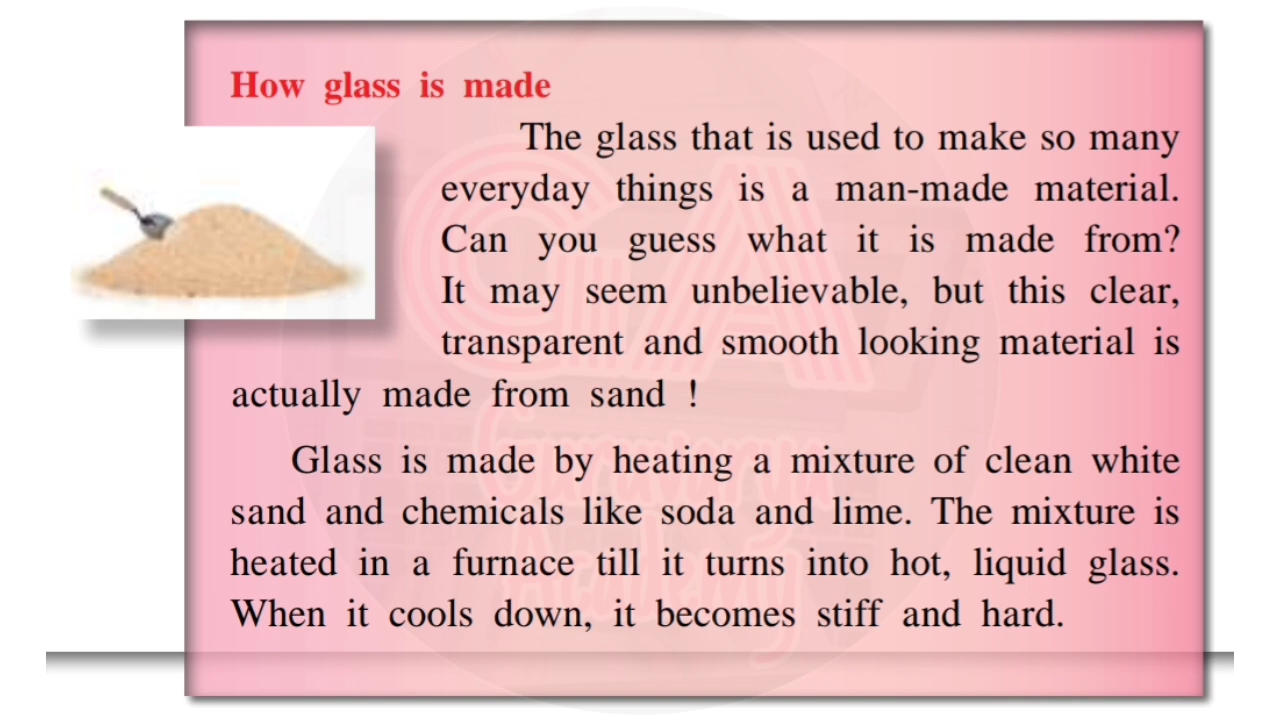 How glass is made
The glass that is used to make so many
everyday things is a man-made material.
Can you guess what it is made from?
It may seem unbelievable, but this clear,
transparent and smooth looking material is
actually made from sand !
Glass is made by heating a mixture of clean white
sand and chemicals like soda and lime. The mixture is
heated in a furnace till it turns into hot, liquid glass.
When it cools down, it becomes stiff and hard.